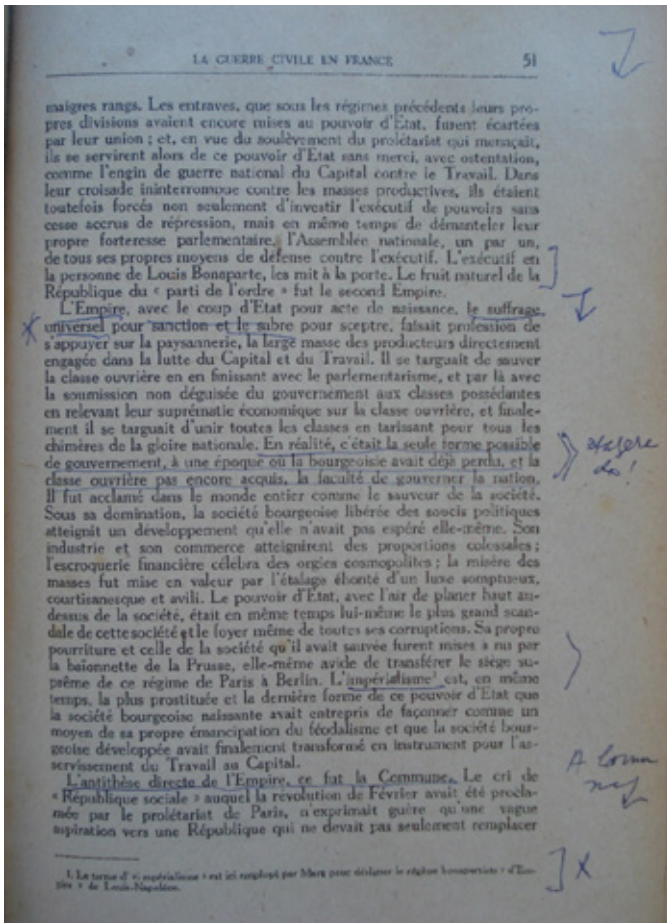 LA GUERRE CIVILE EN FRANCE 51
maigres rangs. Les entraves, que sous les régimes précédents leurs pro-
pres divisions avaient encore mises au pouvoir d'Etat, furent écartées
par leur union ; et, en vue du soulèvement du prolétariat qui menaçait,
ils se servirent alors de ce pouvoir d'Etat sans merci, avec ostentation,
comme l'engin de guerre national du Capital contre le Travail. Dans
leur croisade ininterrompue contre les masses productives, ils étaient
toutefois forcés non seulement d'investir l'exécutif de pouvoirs sans
cesse accrus de répression, mais en même temps de démanteler leur
propre forteresse parlementaire, l'Assemblée nationale, un par un,
de tous ses propres moyens de défense contre l'exécutif. L'exécutif en
la personne de Louis Bonaparte, les mit à la porte. Le fruit naturel de la
République du « parti de l'ordre » fut le second Empire.
L'Empire, avec le coup d'Etat pour acte de naissance, le suffrage
universel pour sanction et le sabre pour sceptre, faisait profession de
s'appuyer sur la paysannerie, la large masse des producteurs directement
engagée dans la lutte du Capital et du Travail. Il se targuait de sauver
la classe ouvrière en en finissant avec le parlementarisme, et par là avec
la soumission non déguisée du gouvernement aux classes possédantes
en relevant leur suprématie économique sur la classe ouvrière, et finale-
ment il se targuait d'unir toutes les classes en tarissant pour tous les
chimères de la gloire nationale. En réalité, c'était la seule forme possible
de gouvernement, à une époque où la bourgeoisie avait déjà perdu, et la
classe ouvrière pas encore acquis, la faculté de gouverner la nation.
Il fut acclamé dans le monde entier comme le sauveur de la société.
Sous sa domination, la société bourgeoise libérée des soucis politiques
atteignit un développement qu'elle n'avait pas espéré elle-même. Son
industrie et son commerce atteignirent des proportions colossales ;
l'escroquerie financière célébra des orgies cosmopolites ; la misère des
masses fut mise en valeur par l'étalage éhonté d'un luxe somptueux,
courtisanesque et avili. Le pouvoir d'Etat, avec l'air de planer haut au-
dessus de la société, était en même temps lui-même le plus grand scan-
dale de cette société et le foyer même de toutes ses corruptions. Sa propre
pourriture et celle de la société qu'il avait sauvée furent mises à nu par
la baïonnette de la Prusse, elle-même avide de transférer le siège su-
prême de ce régime de Paris à Berlin. L'impérialisme¹ est, en même
temps, la plus prostituée et la dernière forme de ce pouvoir d'Etat que
la société bourgeoise naissante avait entrepris de façonner comme un
moyen de sa propre émancipation du féodalisme et que la société bour-
geoise développée avait finalement transformé en instrument pour l'as-
servissement du Travail au Capital.
L'antithèse directe de l'Empire, ce fut la Commune. Le cri de
« République sociale » auquel la révolution de Février avait été procla-
mée par le prolétariat de Paris, n'exprimait guère qu'une vague
aspiration vers une République qui ne devait pas seulement remplacer
1. Le terme d' « impérialisme » est ici employé par Marx pour désigner le régime bonapartiste « d'Em-
pire » de Louis-Napoléon.